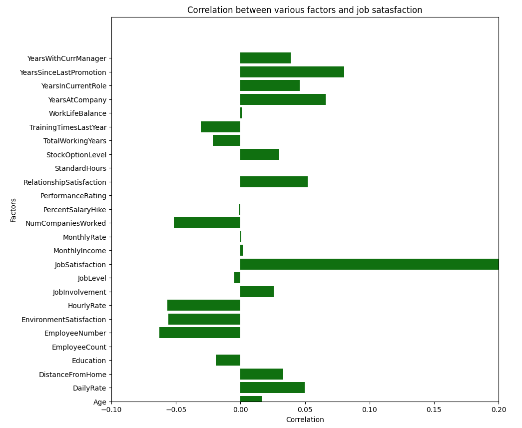 Correlation between various factors and job satasfaction
YearsWithCurrManager
YearsSinceLastPromotion
YearsInCurrentRole
YearsAtCompany
WorkLifeBalance
TrainingTimesLastYear
TotalWorkingYears
StockOptionLevel
StandardHours
RelationshipSatisfaction
PerformanceRating
PercentSalaryHike
NumCompaniesWorked
MonthlyRate
MonthlyIncome
JobSatisfaction
JobLevel
JobInvolvement
HourlyRate
EnvironmentSatisfaction
EmployeeNumber
EmployeeCount
Education
DistanceFromHome
DailyRate
Age
Factors
−0.10 −0.05 0.00 0.05 0.10 0.15 0.20
Correlation